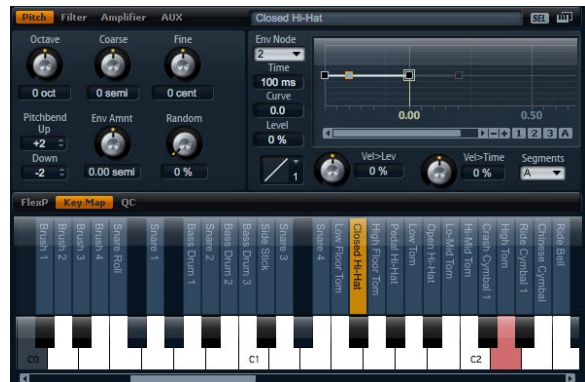 Pitch Filter Amplifier AUX Closed Hi-Hat SEL
Octave Coarse Fine Env Node
2
Time
0 oct 0 semi 0 cent 100 ms
Curve
0.0
Level
0 %
Pitchbend Env Amnt Random
Up
+2
Down
-2 0.00 semi 0 %
0.00 0.50
- + 1 2 3 A
1 Vel>Lev 0 % Vel>Time 0 % Segments
A
FlexP Key Map QC
Brush 1
Brush 2
Brush 3
Brush 4
Snare Roll
Snare 1
Bass Drum 1
Snare 2
Bass Drum 2
Bass Drum 3
Side Stick
Snare 3
Snare 4
Low Floor Tom
Closed Hi-Hat
High Floor Tom
Pedal Hi-Hat
Low Tom
Open Hi-Hat
Lo-Mid Tom
Hi-Mid Tom
Crash Cymbal 1
High Tom
Ride Cymbal 1
Chinese Cymbal
Ride Bell
C0 C1 C2